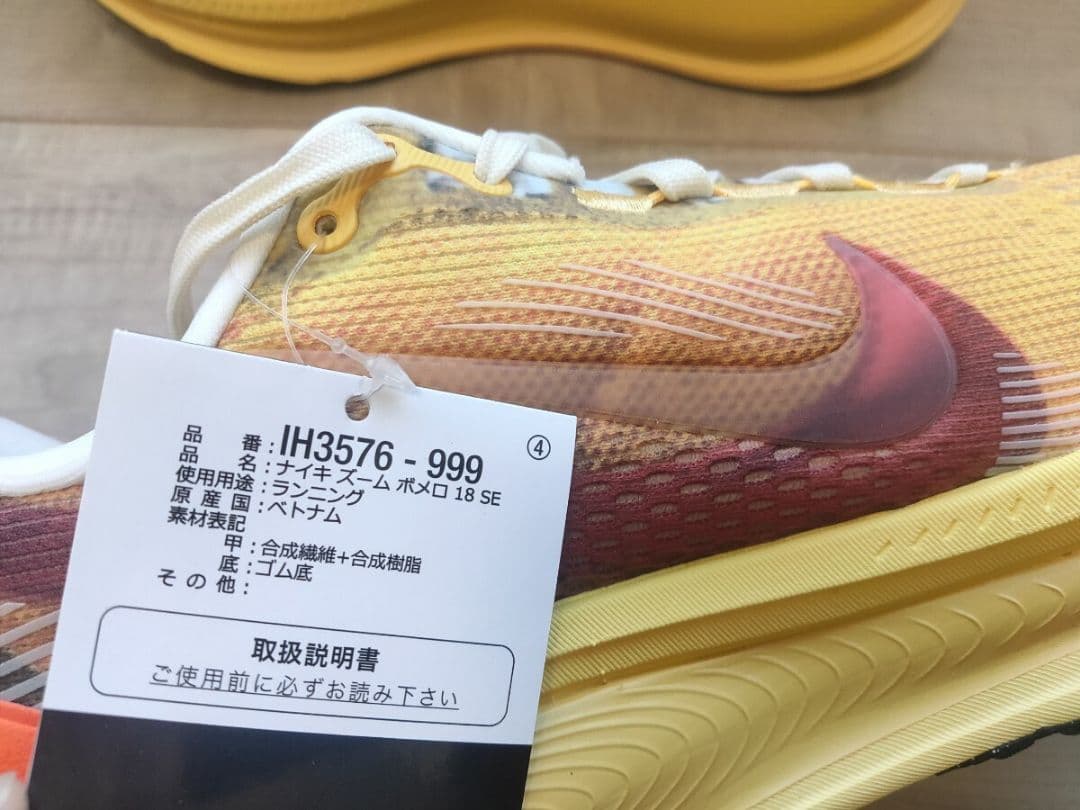 ④
品番：IH3576 - 999
品名：ナイキ ズーム ボメロ 18 SE
使用用途：ランニング
原産国：ベトナム
素材表記
甲：合成繊維+合成樹脂
底：ゴム底
その他：
取扱説明書
ご使用前に必ずお読み下さい